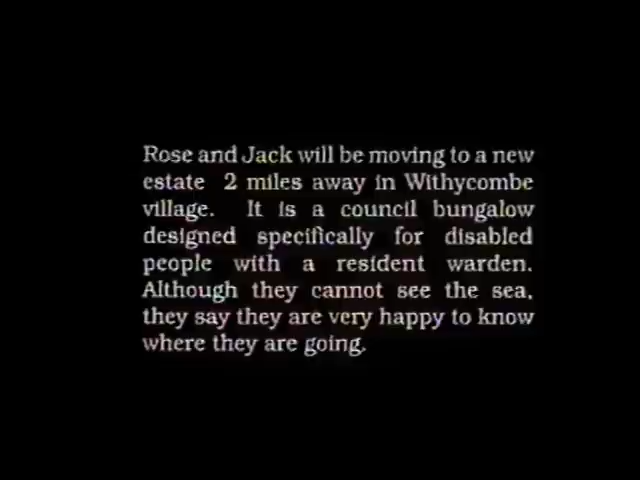 Rose and Jack will be moving to a new
estate 2 miles away in Withycombe
village. It is a council bungalow
designed specifically for disabled
people with a resident warden.
Although they cannot see the sea,
they say they are very happy to know
where they are going.